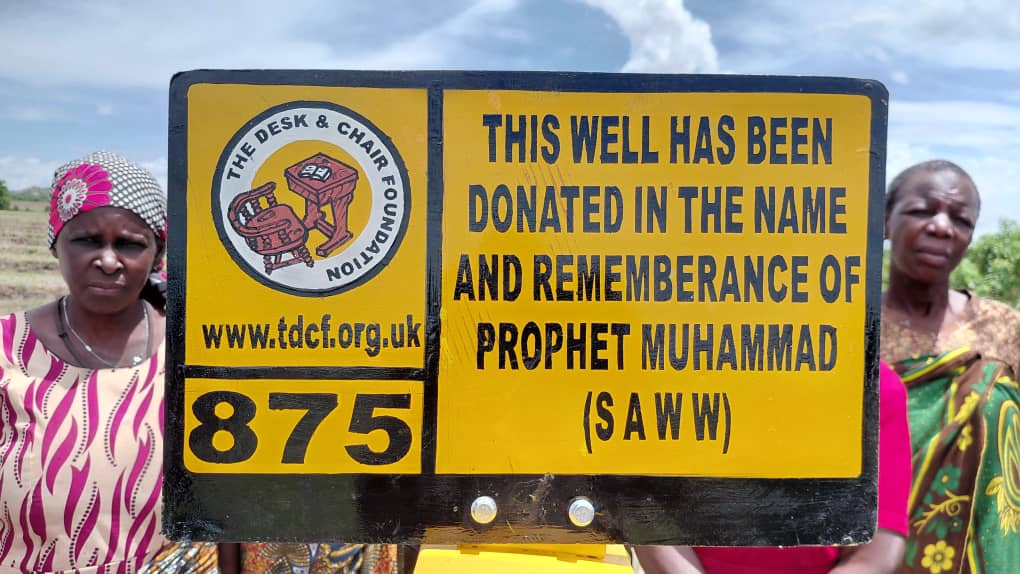 THE DESK & CHAIR FOUNDATION
www.tdcf.org.uk
875
THIS WELL HAS BEEN
DONATED IN THE NAME
AND REMEMBERANCE OF
PROPHET MUHAMMAD
(S A W W)